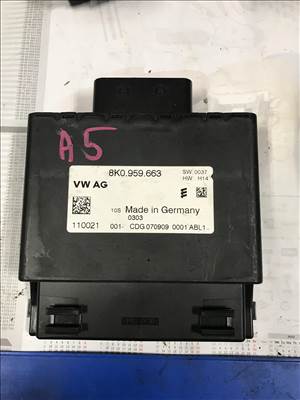 A5
8K0.959.663
SW: 0037
HW: H14
VW AG
10S Made in Germany
0303
110021 001- CDG 070909 0001 ABL1-